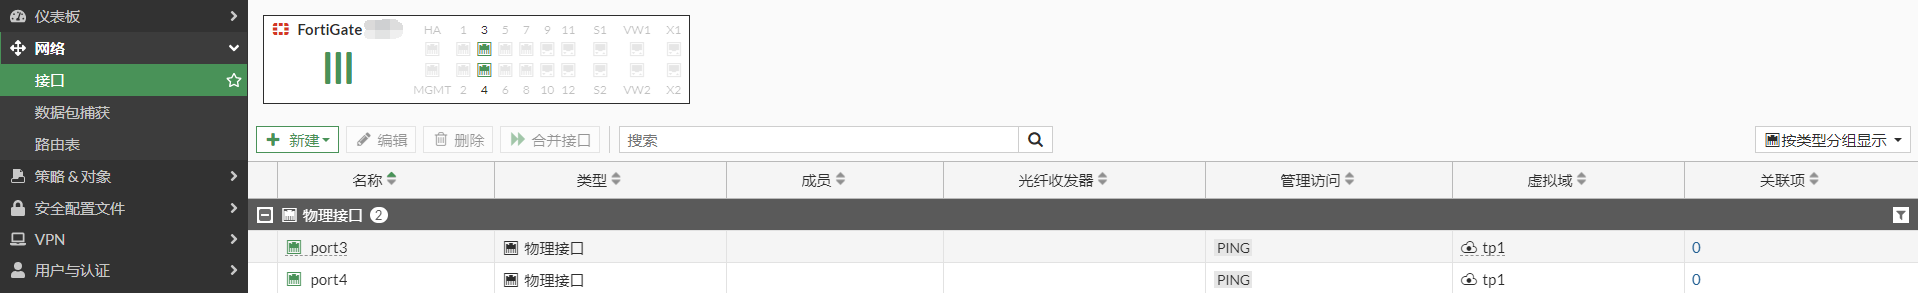 仪表板
网络
接口
数据包捕获
路由表
策略 & 对象
安全配置文件
VPN
用户与认证
FortiGate
HA 1 3 5 7 9 11 S1 VW1 X1
MGMT 2 4 6 8 10 12 S2 VW2 X2
新建 编辑 删除 合并接口 搜索 按类型分组显示
名称 类型 成员 光纤收发器 管理访问 虚拟域 关联项
物理接口 2
port3 物理接口 PING tp1 0
port4 物理接口 PING tp1 0